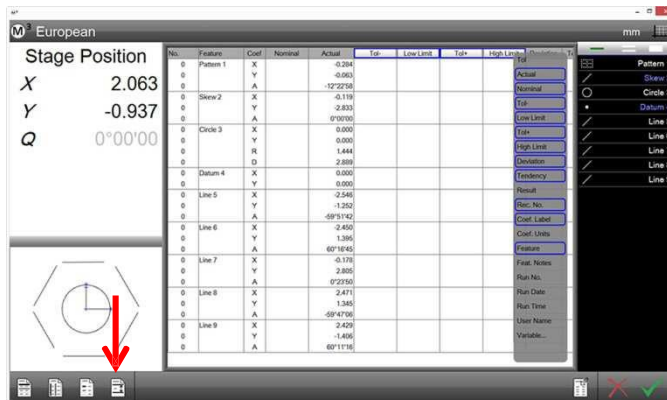 M³
M³ European
mm
Stage Position
X 2.063
Y -0.937
Q 0°00'00
No. Feature Coef Nominal Actual Tol- Low Limit Tol+ High Limit
0 Pattern 1 X -0.284
0 Y -0.063
0 A -12°22'58
0 Skew 2 X -0.119
0 Y -2.833
0 A 0°00'00
0 Circle 3 X 0.000
0 Y 0.000
0 R 1.444
0 D 2.889
0 Datum 4 X 0.000
0 Y 0.000
0 Line 5 X -2.546
0 Y -1.252
0 A -59°51'42
0 Line 6 X -2.450
0 Y 1.395
0 A 60°16'45
0 Line 7 X -0.178
0 Y 2.805
0 A 0°23'50
0 Line 8 X 2.471
0 Y 1.345
0 A -59°47'06
0 Line 9 X 2.429
0 Y -1.406
0 A 60°11'16
Tol
Actual
Nominal
Tol-
Low Limit
Tol+
High Limit
Deviation
Tendency
Result
Rec. No.
Coef. Label
Coef. Units
Feature
Feat. Notes
Run No.
Run Date
Run Time
User Name
Variable...
Pattern
Skew
Circle
Datum
Line
Line
Line
Line
Line